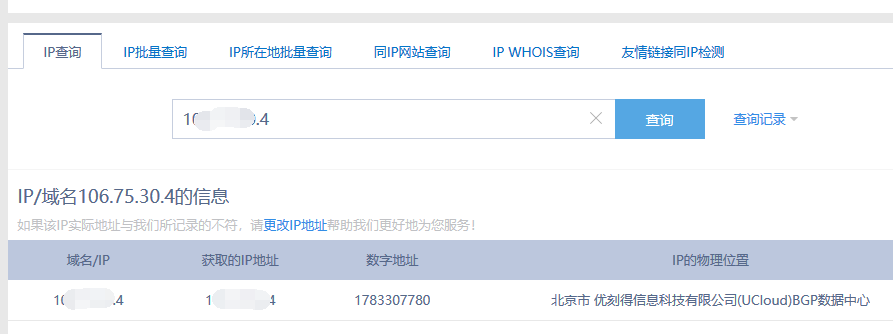 IP查询 IP批量查询 IP所在地批量查询 同IP网站查询 IP WHOIS查询 友情链接同IP检测
10 .4 查询 查询记录
IP/域名106.75.30.4的信息
如果该IP实际地址与我们所记录的不符，请更改IP地址帮助我们更好地为您服务！
域名/IP 获取的IP地址 数字地址 IP的物理位置
10 .4 1 4 1783307780 北京市 优刻得信息科技有限公司(UCloud)BGP数据中心